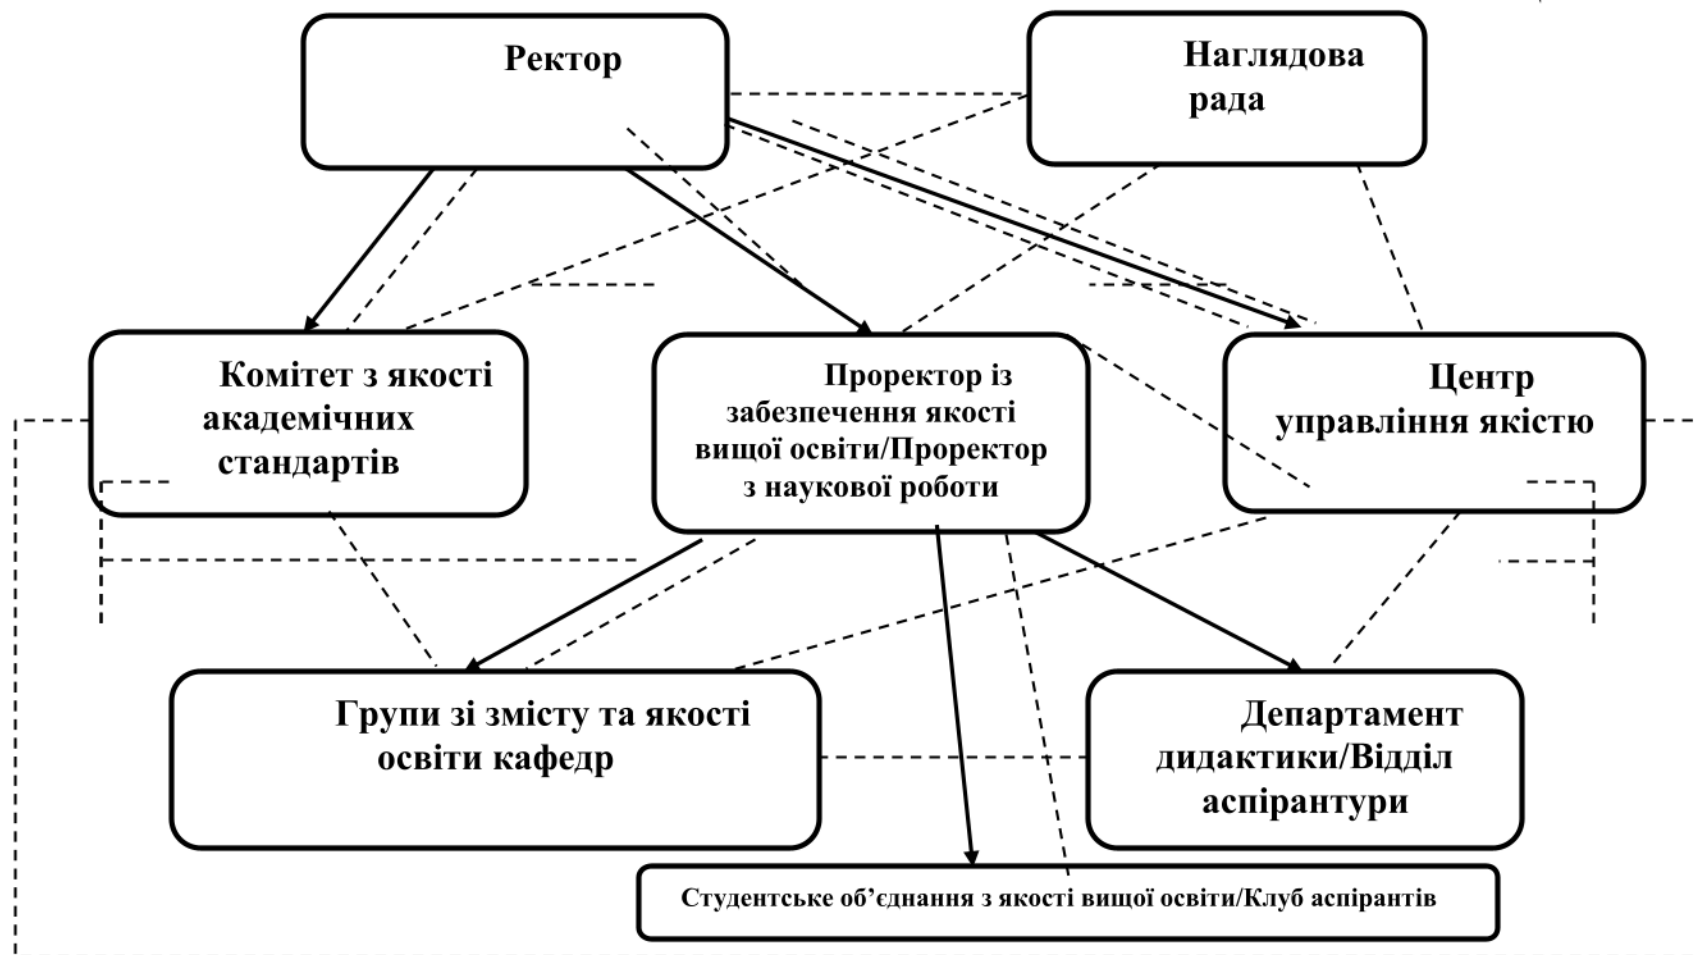 Ректор
Наглядова
рада
Комітет з якості
академічних
стандартів
Проректор із
забезпечення якості
вищої освіти/Проректор
з наукової роботи
Центр
управління якістю
Групи зі змісту та якості
освіти кафедр
Департамент
дидактики/Відділ
аспірантури
Студентське об’єднання з якості вищої освіти/Клуб аспірантів